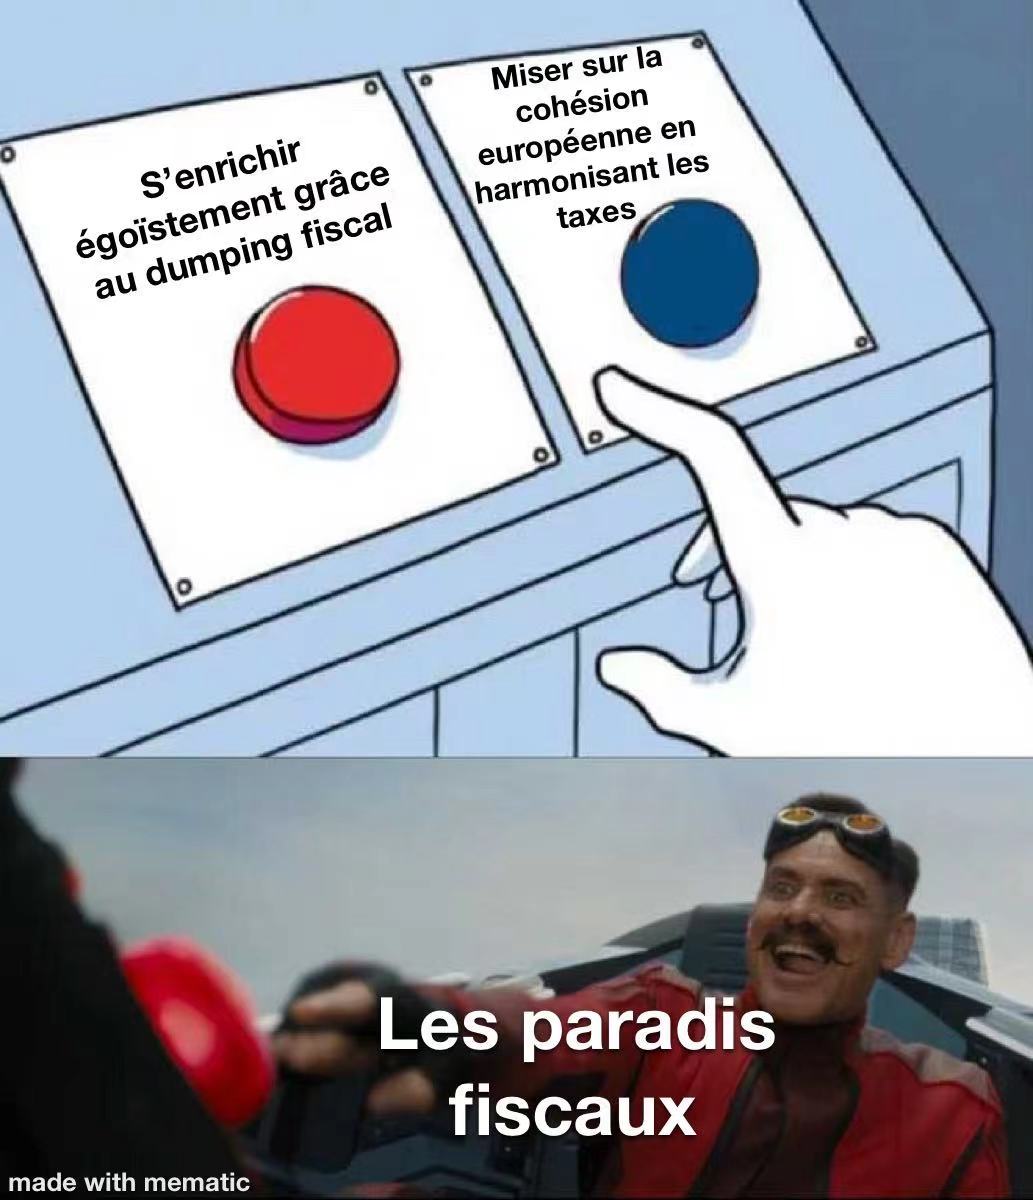 S’enrichir
égoïstement grâce
au dumping fiscal
Miser sur la
cohésion
européenne en
harmonisant les
taxes
Les paradis
fiscaux
made with mematic